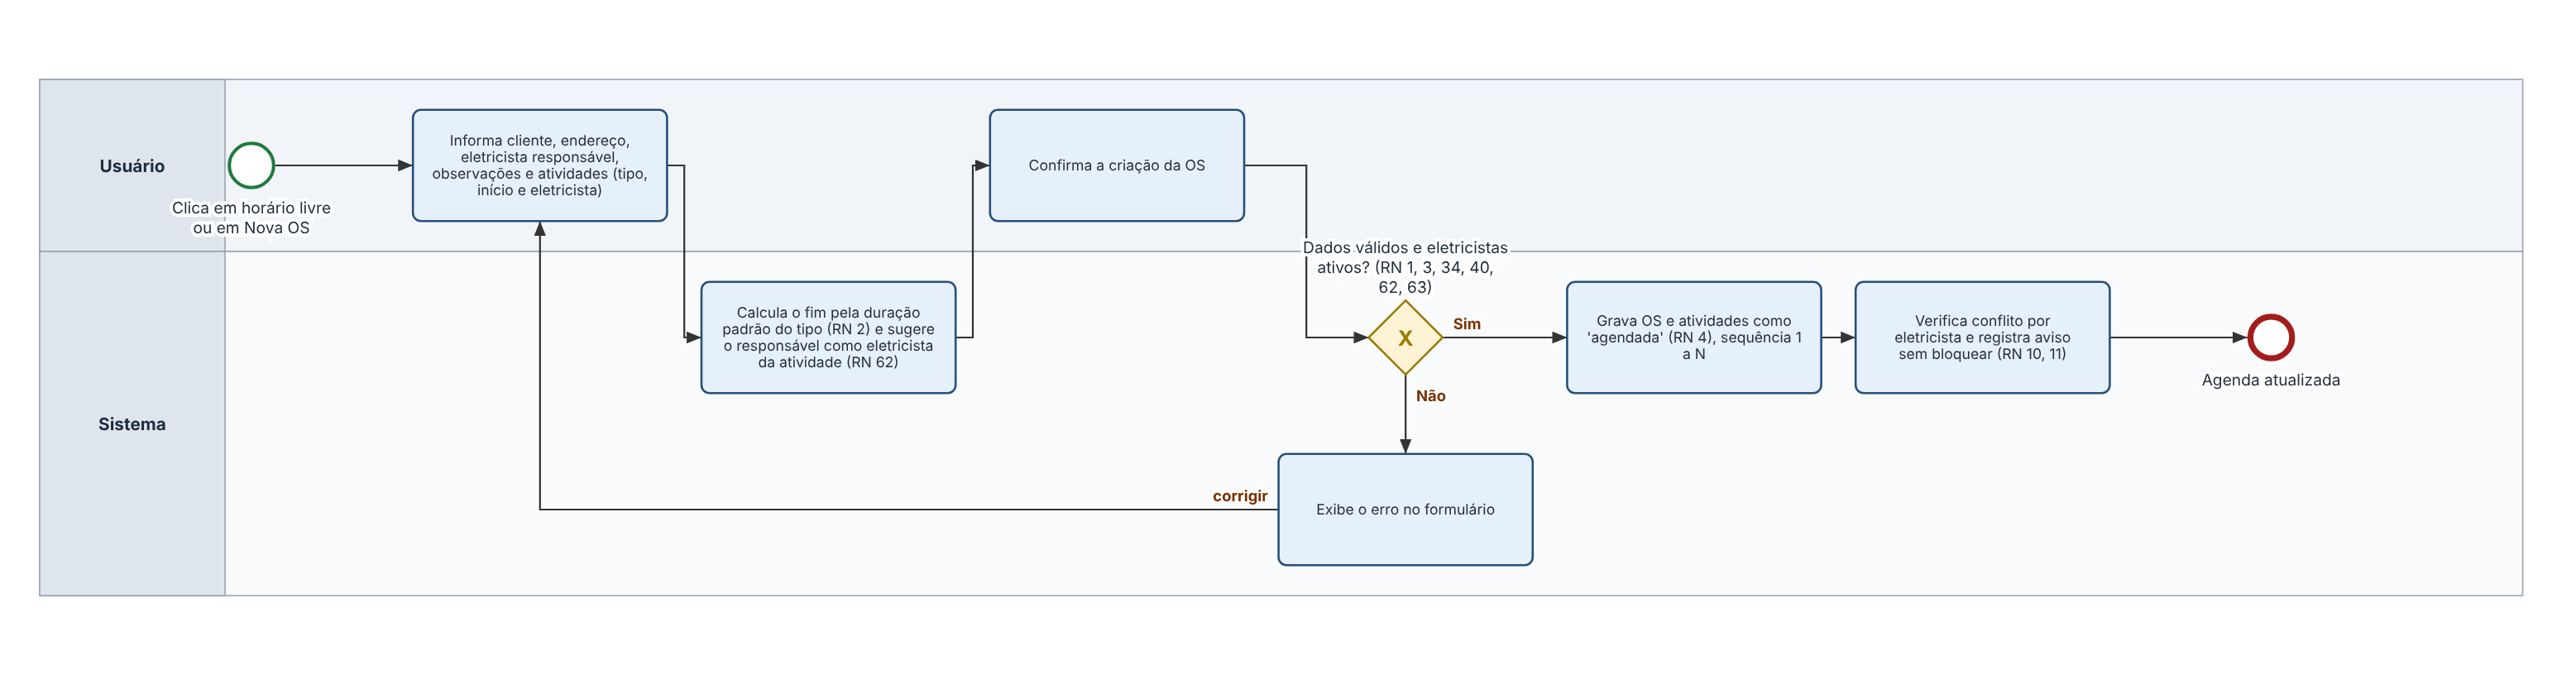 Usuário
Clica em horário livre
ou em Nova OS
Informa cliente, endereço,
eletricista responsável,
observações e atividades (tipo,
início e eletricista)
Confirma a criação da OS
Sistema
Calcula o fim pela duração
padrão do tipo (RN 2) e sugere
o responsável como eletricista
da atividade (RN 62)
Dados válidos e eletricistas
ativos? (RN 1, 3, 34, 40,
62, 63)
X
Sim
Não
Grava OS e atividades como
'agendada' (RN 4), sequência 1
a N
Verifica conflito por
eletricista e registra aviso
sem bloquear (RN 10, 11)
Agenda atualizada
Exibe o erro no formulário
corrigir